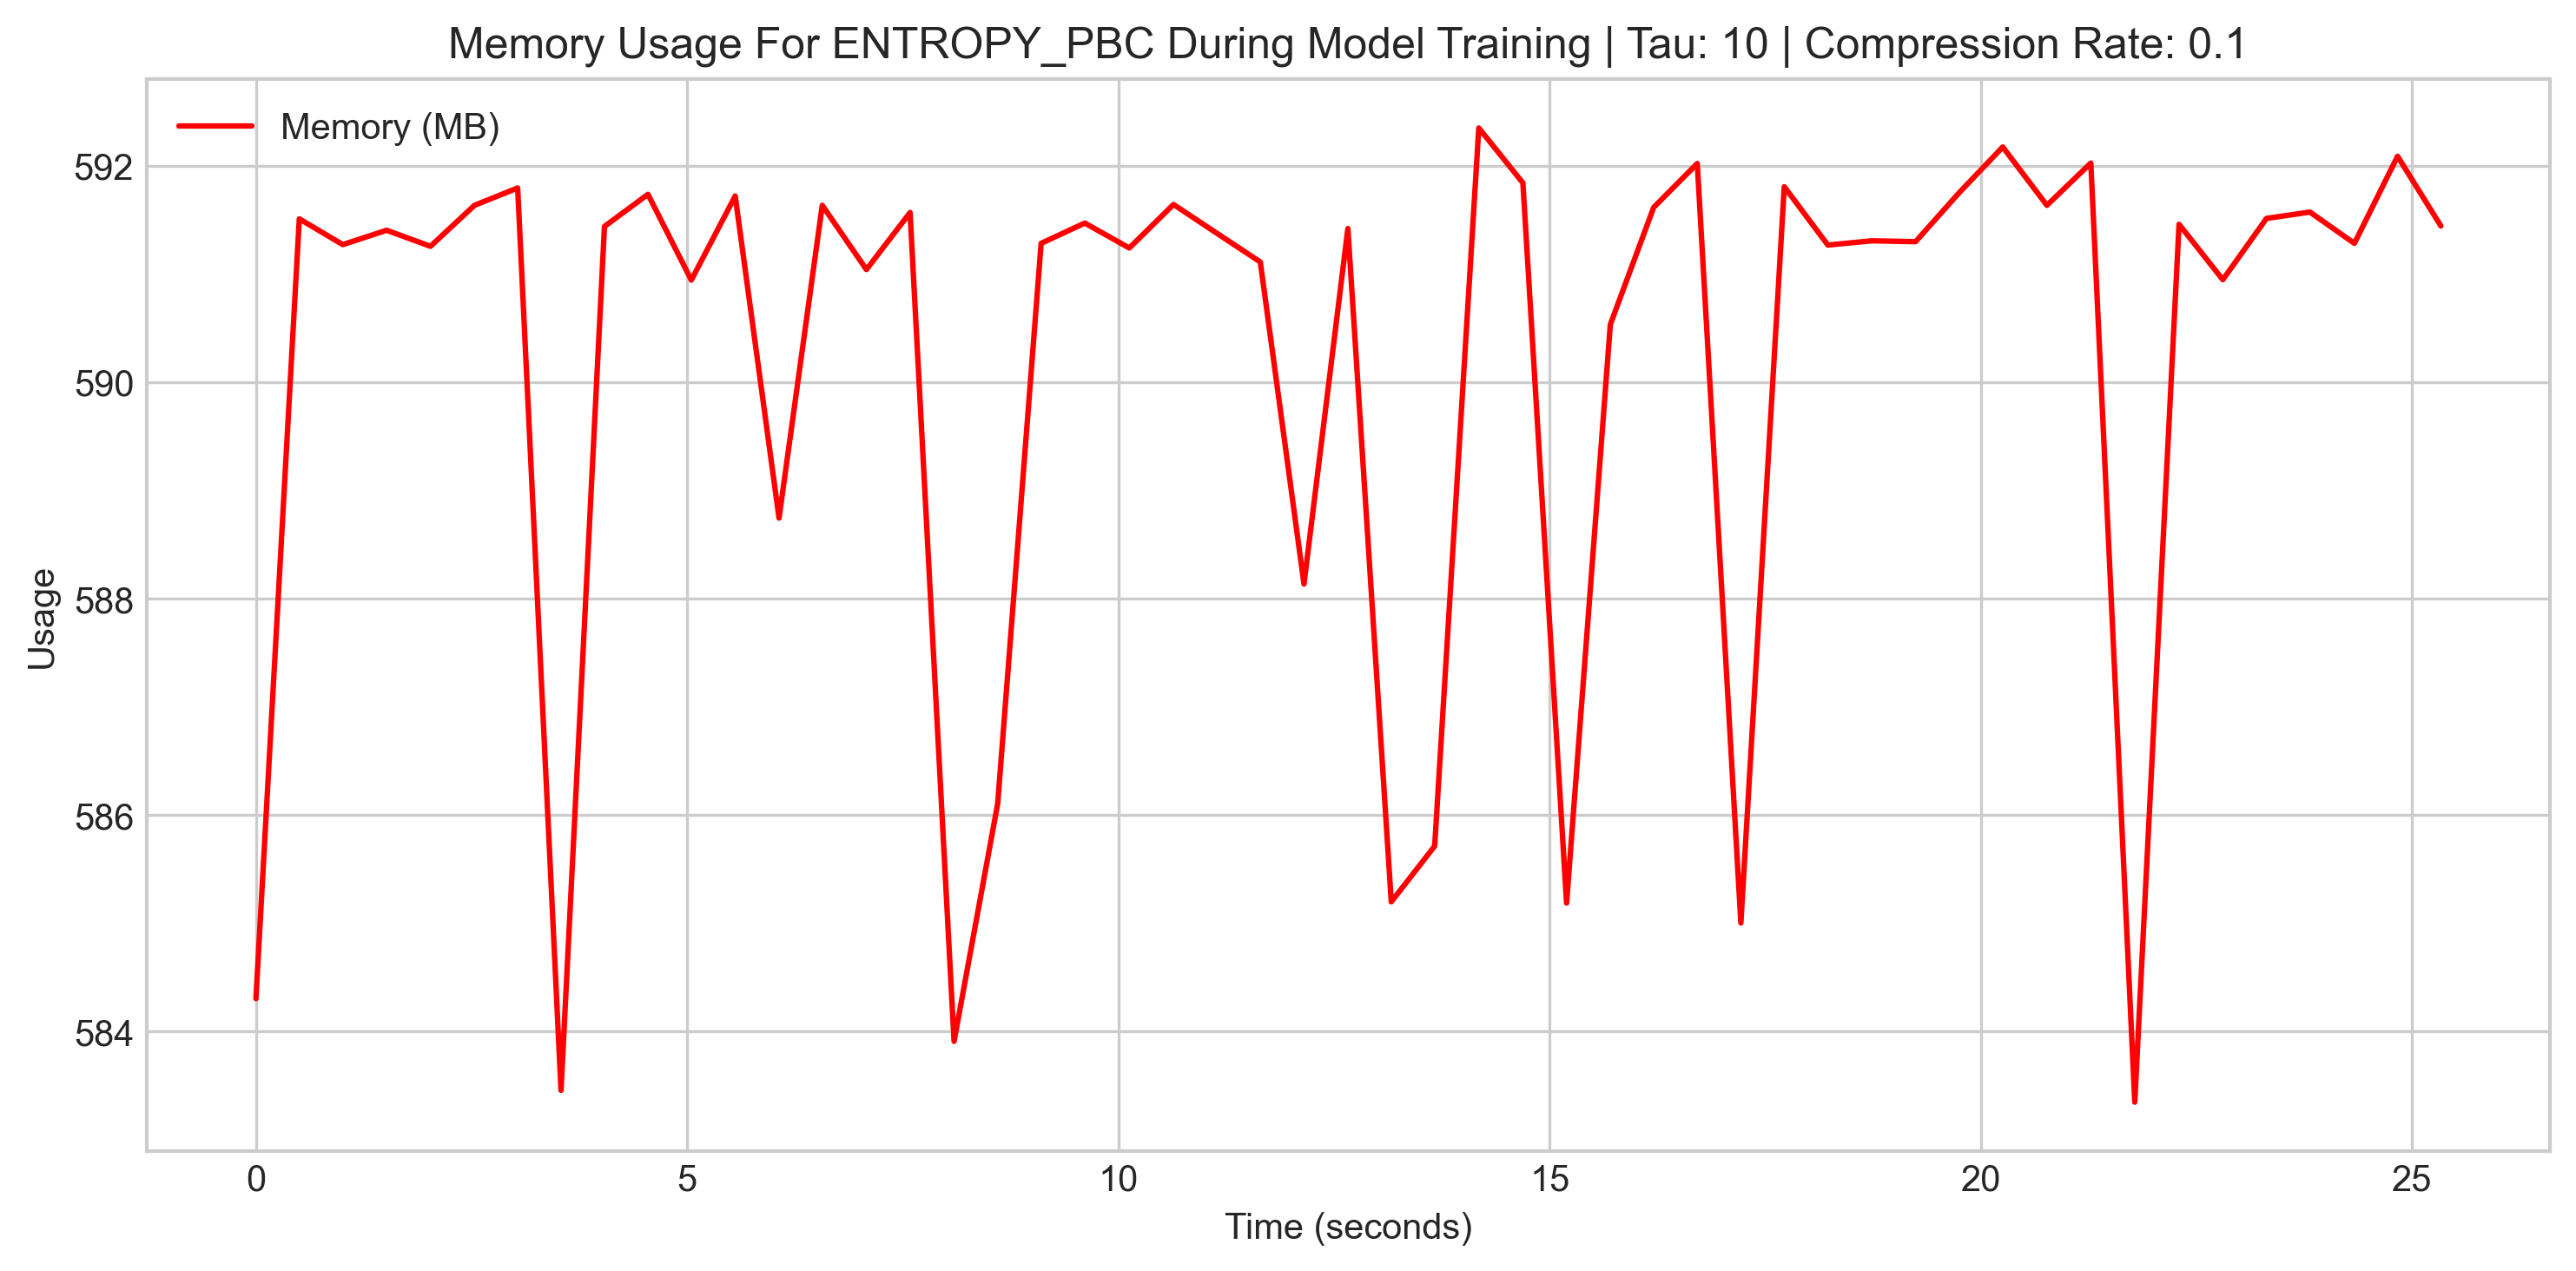 Memory Usage For ENTROPY_PBC During Model Training | Tau: 10 | Compression Rate: 0.1
Memory (MB)
592
590
588
586
584
Usage
0 5 10 15 20 25
Time (seconds)